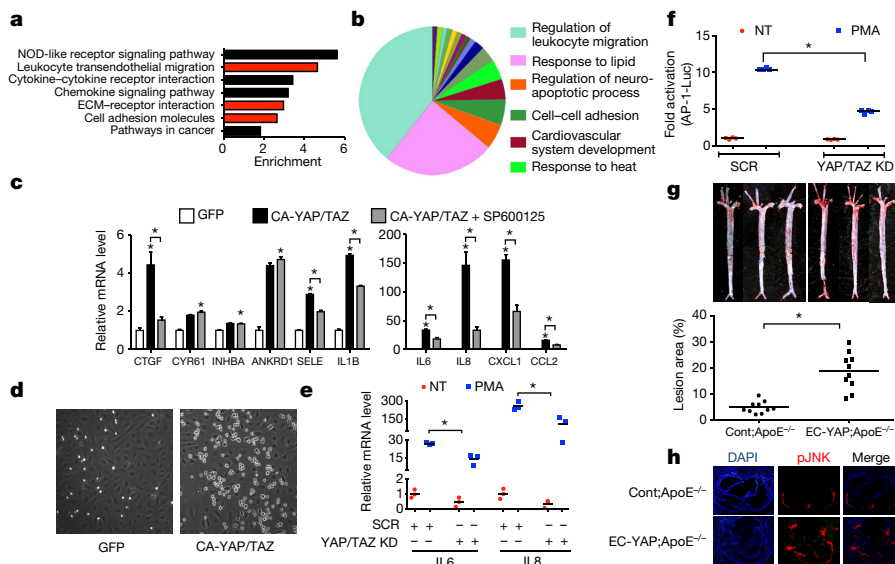 a
NOD-like receptor signaling pathway
Leukocyte transendothelial migration
Cytokine–cytokine receptor interaction
Chemokine signaling pathway
ECM–receptor interaction
Cell adhesion molecules
Pathways in cancer
0 2 4 6
Enrichment
b
Regulation of
leukocyte migration
Response to lipid
Regulation of neuro-
apoptotic process
Cell–cell adhesion
Cardiovascular
system development
Response to heat
c
GFP CA-YAP/TAZ CA-YAP/TAZ + SP600125
Relative mRNA level
6
4
2
0
* * * * * * * *
CTGF CYR61 INHBA ANKRD1 SELE IL1B
200
150
100
50
0
* * * * * * * *
IL6 IL8 CXCL1 CCL2
d
GFP CA-YAP/TAZ
e
NT PMA
Relative mRNA level
300
150
30
15
2
1
0
* *
SCR + + – – + + – –
YAP/TAZ KD – – + + – – + +
IL6 IL8
f
NT PMA
Fold activation
(AP-1-Luc)
15
10
5
0
*
SCR YAP/TAZ KD
g
Lesion area (%)
40
30
20
10
0
*
Cont;ApoE–/– EC-YAP;ApoE–/–
h
DAPI pJNK Merge
Cont;ApoE–/–
EC-YAP;ApoE–/–